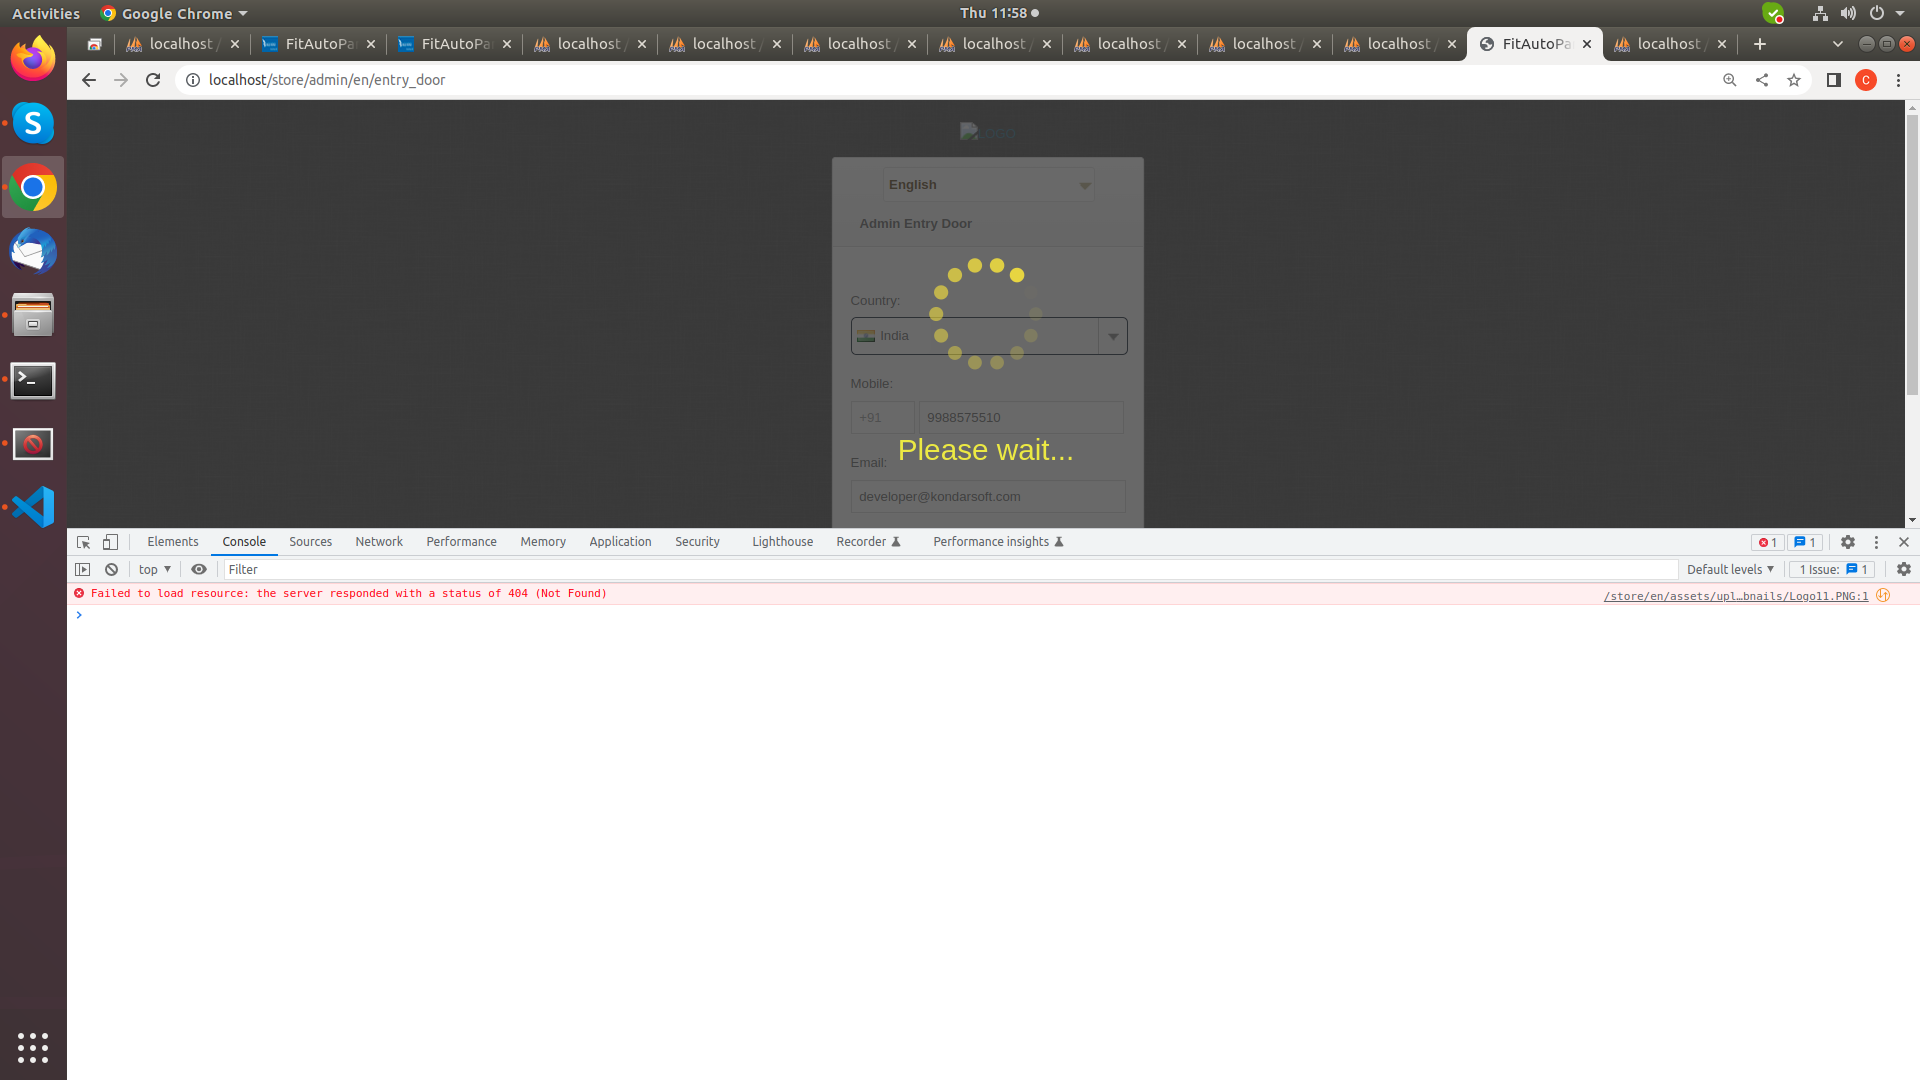 Activities
Google Chrome
Thu 11:58
localhost /
FitAutoPa
FitAutoPa
localhost /
localhost /
localhost /
localhost /
localhost /
localhost /
localhost /
FitAutoPa
localhost /
localhost/store/admin/en/entry_door
C
Logo
English
Admin Entry Door
Country:
India
Mobile:
+91
9988575510
Please wait...
Email:
developer@kondarsoft.com
Elements
Console
Sources
Network
Performance
Memory
Application
Security
Lighthouse
Recorder
Performance insights
1
1
top
Filter
Default levels
1 Issue:
1
Failed to load resource: the server responded with a status of 404 (Not Found)
/store/en/assets/upl…bnails/Logo11.PNG:1